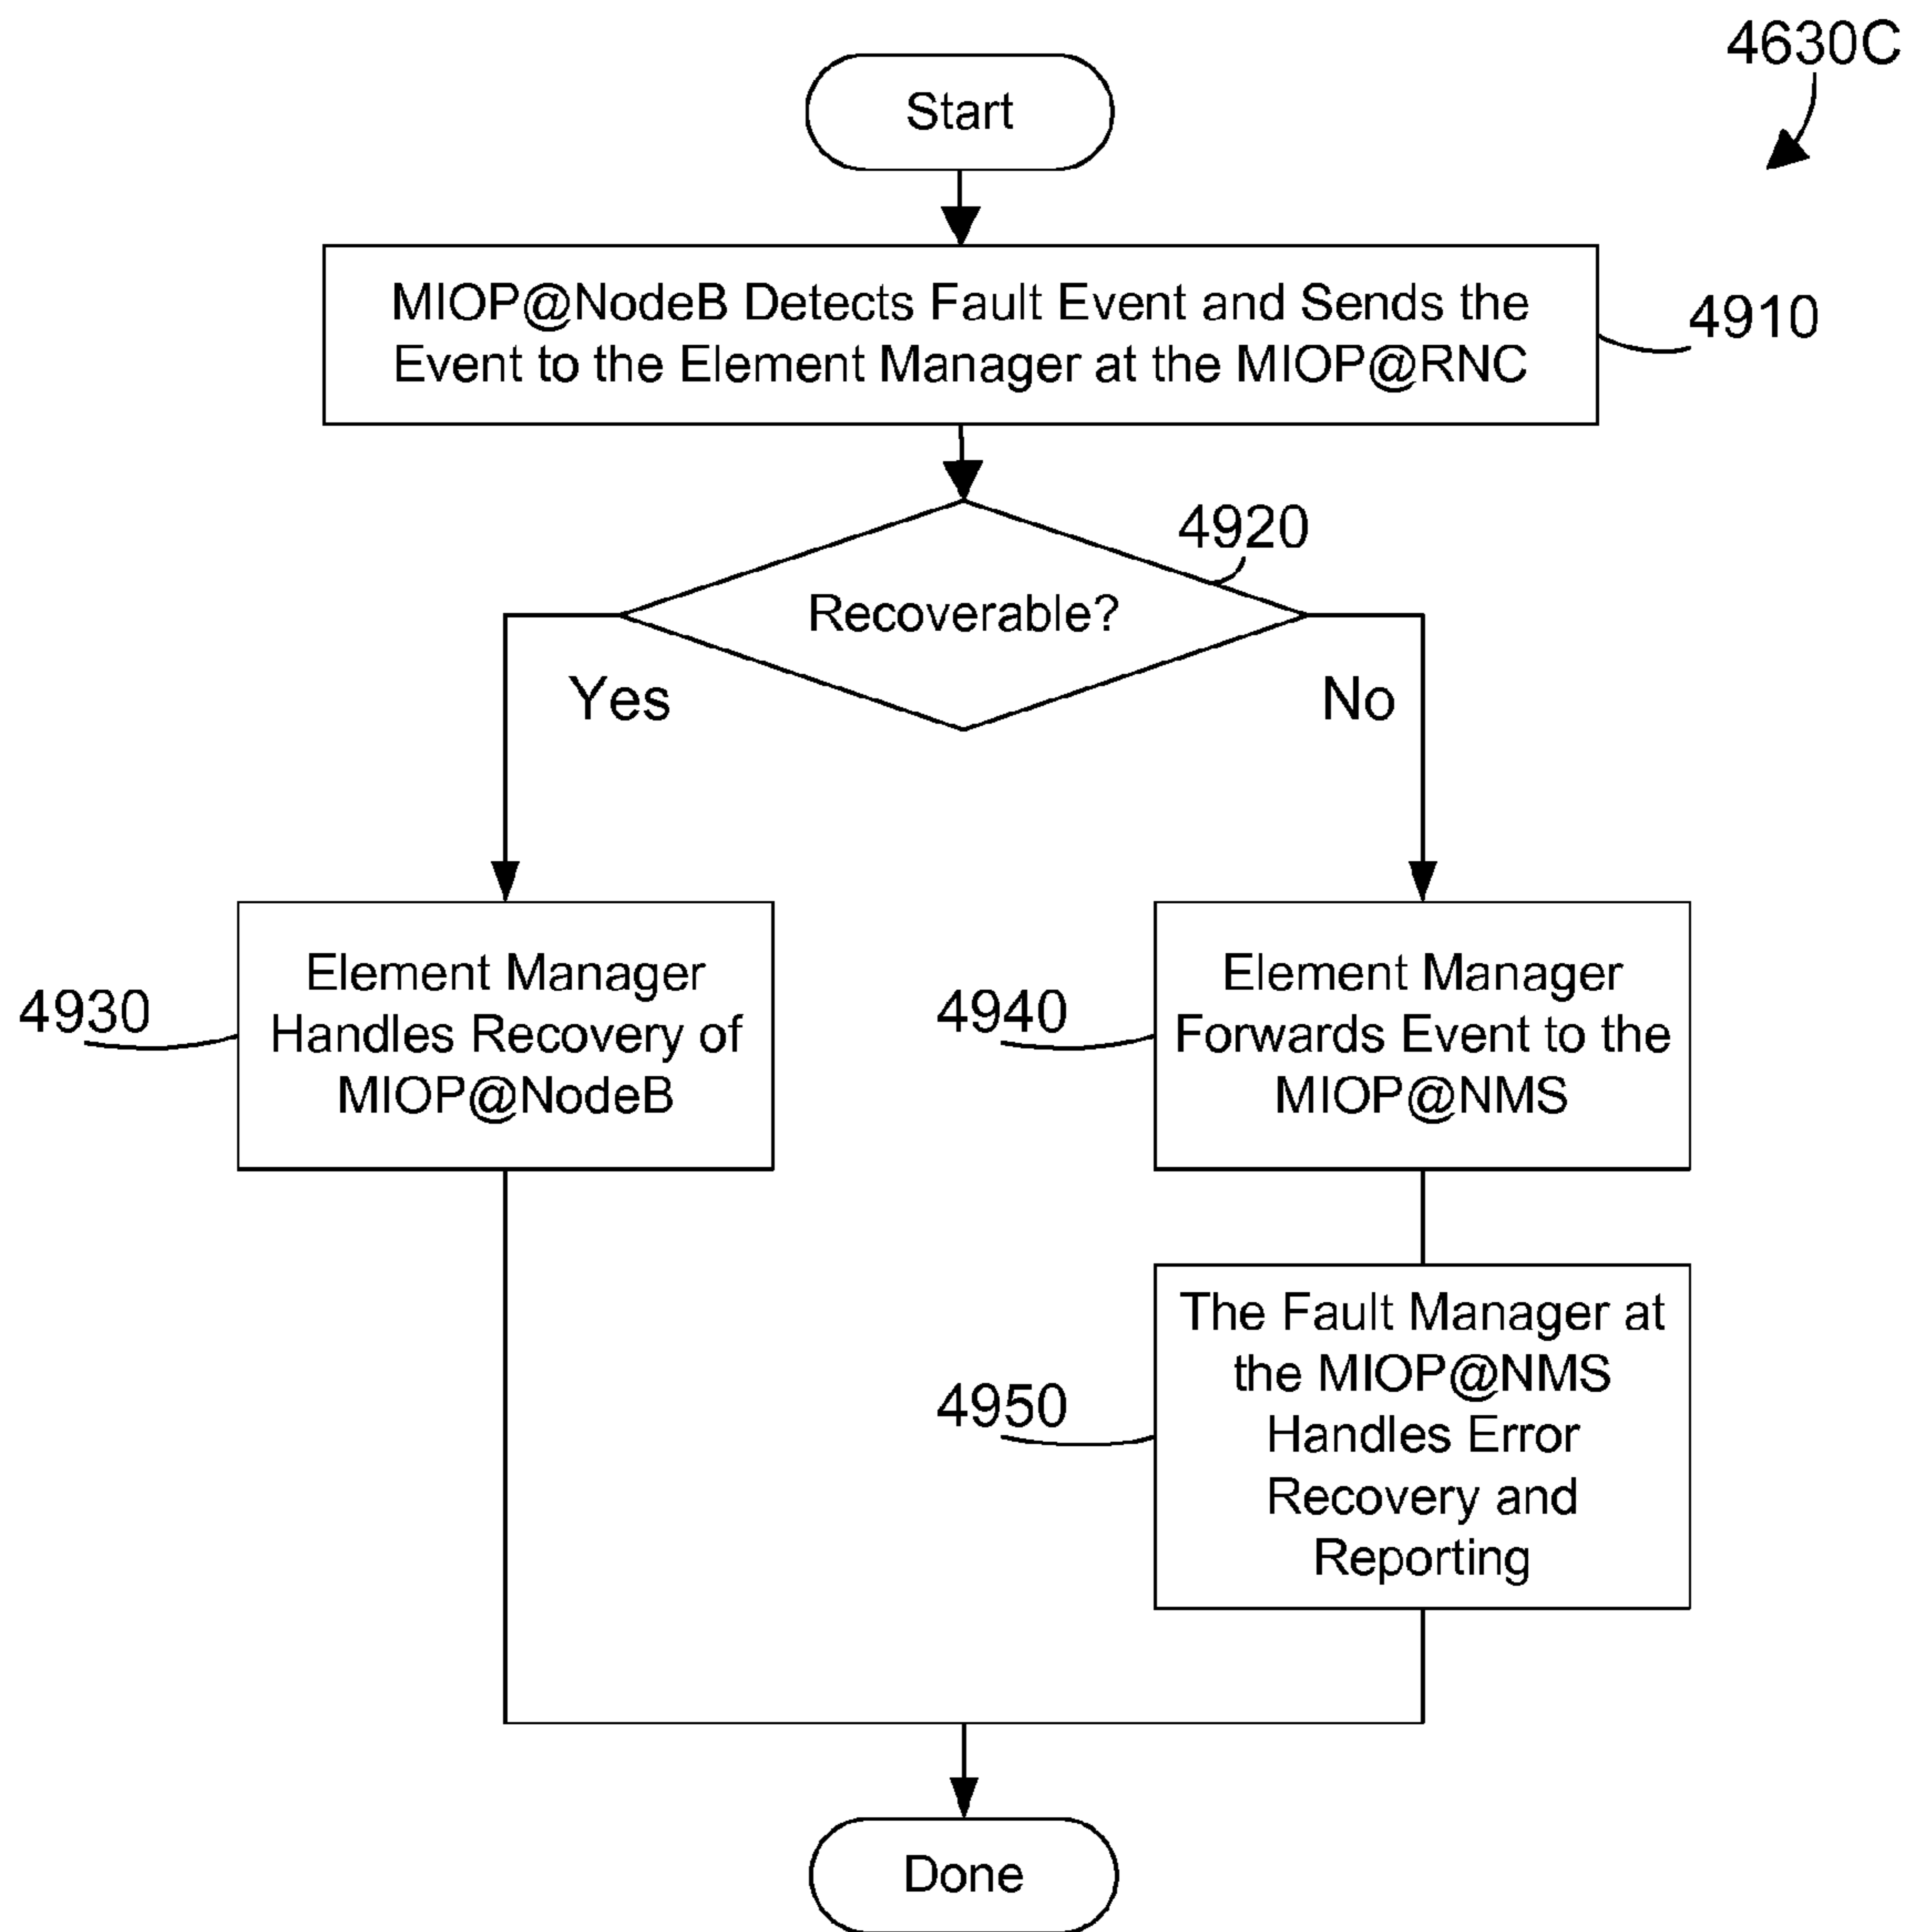 4630C
Start
MIOP@NodeB Detects Fault Event and Sends the
Event to the Element Manager at the MIOP@RNC
4910
4920
Recoverable?
Yes
No
4930
Element Manager
Handles Recovery of
MIOP@NodeB
4940
Element Manager
Forwards Event to the
MIOP@NMS
4950
The Fault Manager at
the MIOP@NMS
Handles Error
Recovery and
Reporting
Done